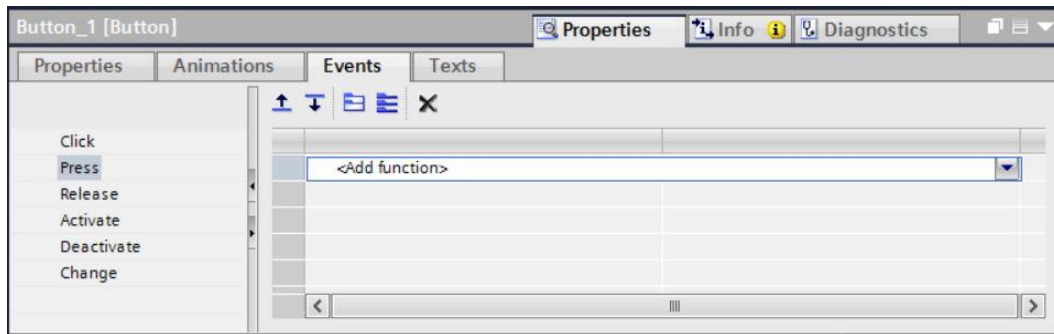 Button_1 [Button] Properties Info Diagnostics
Properties Animations Events Texts
Click
Press <Add function>
Release
Activate
Deactivate
Change